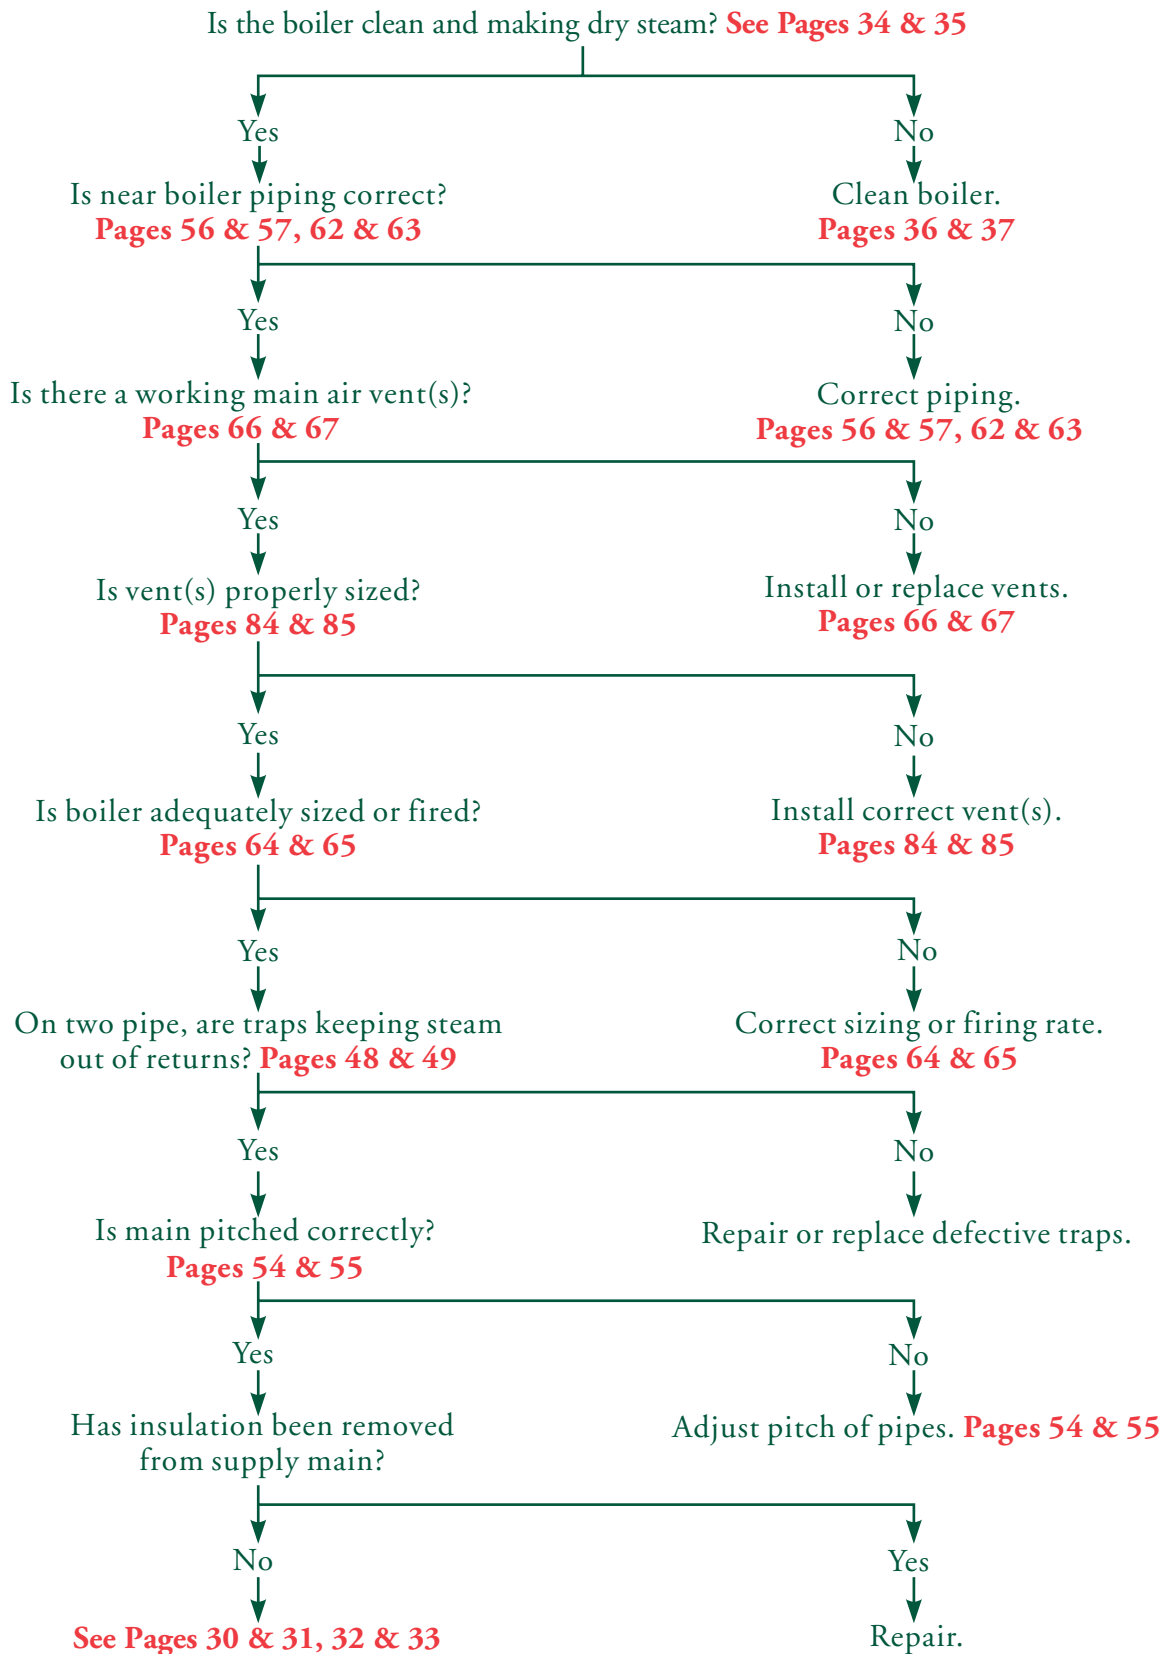 Is the boiler clean and making dry steam? See Pages 34 & 35
Yes
No
Is near boiler piping correct?
Pages 56 & 57, 62 & 63
Clean boiler.
Pages 36 & 37
Yes
No
Is there a working main air vent(s)?
Pages 66 & 67
Correct piping.
Pages 56 & 57, 62 & 63
Yes
No
Is vent(s) properly sized?
Pages 84 & 85
Install or replace vents.
Pages 66 & 67
Yes
No
Is boiler adequately sized or fired?
Pages 64 & 65
Install correct vent(s).
Pages 84 & 85
Yes
No
On two pipe, are traps keeping steam
out of returns? Pages 48 & 49
Correct sizing or firing rate.
Pages 64 & 65
Yes
No
Is main pitched correctly?
Pages 54 & 55
Repair or replace defective traps.
Yes
No
Has insulation been removed
from supply main?
Adjust pitch of pipes. Pages 54 & 55
No
Yes
See Pages 30 & 31, 32 & 33
Repair.